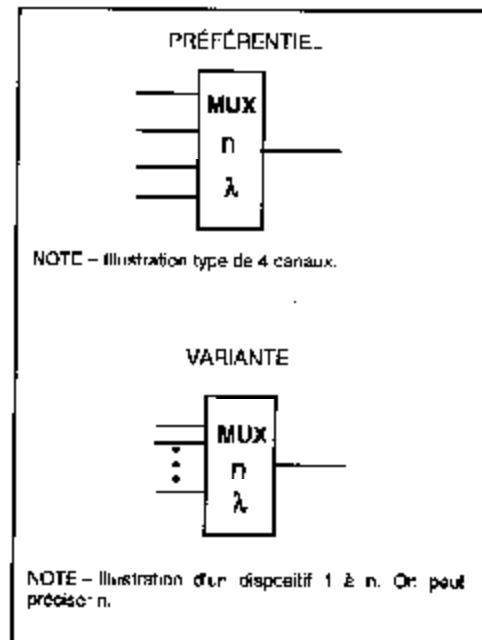 PRÉFÉRENTIEL
MUX
n
λ
NOTE – Illustration type de 4 canaux.
VARIANTE
MUX
n
λ
NOTE – Illustration d'un dispositif 1 à n. On peut
préciser n.